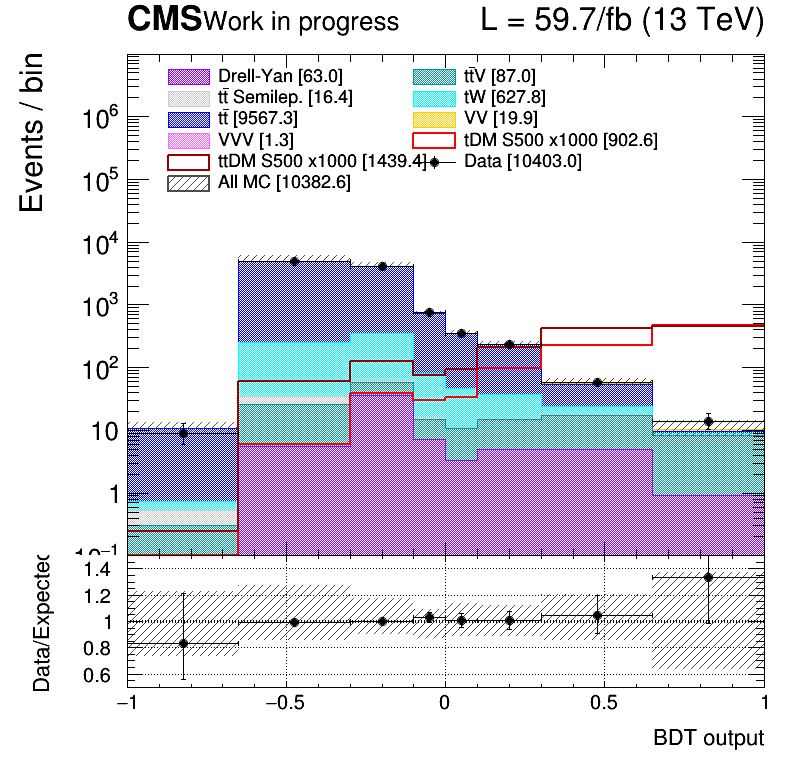 CMS Work in progress L = 59.7/fb (13 TeV)
Events / bin
Drell-Yan [63.0] tt̄V [87.0]
tt̄ Semilep. [16.4] tW [627.8]
tt̄ [9567.3] VV [19.9]
VVV [1.3] tDM S500 x1000 [902.6]
ttDM S500 x1000 [1439.4] Data [10403.0]
All MC [10382.6]
10⁶
10⁵
10⁴
10³
10²
10
1
10⁻¹
Data/Expected
1.4
1.2
1
0.8
0.6
−1 −0.5 0 0.5 1
BDT output